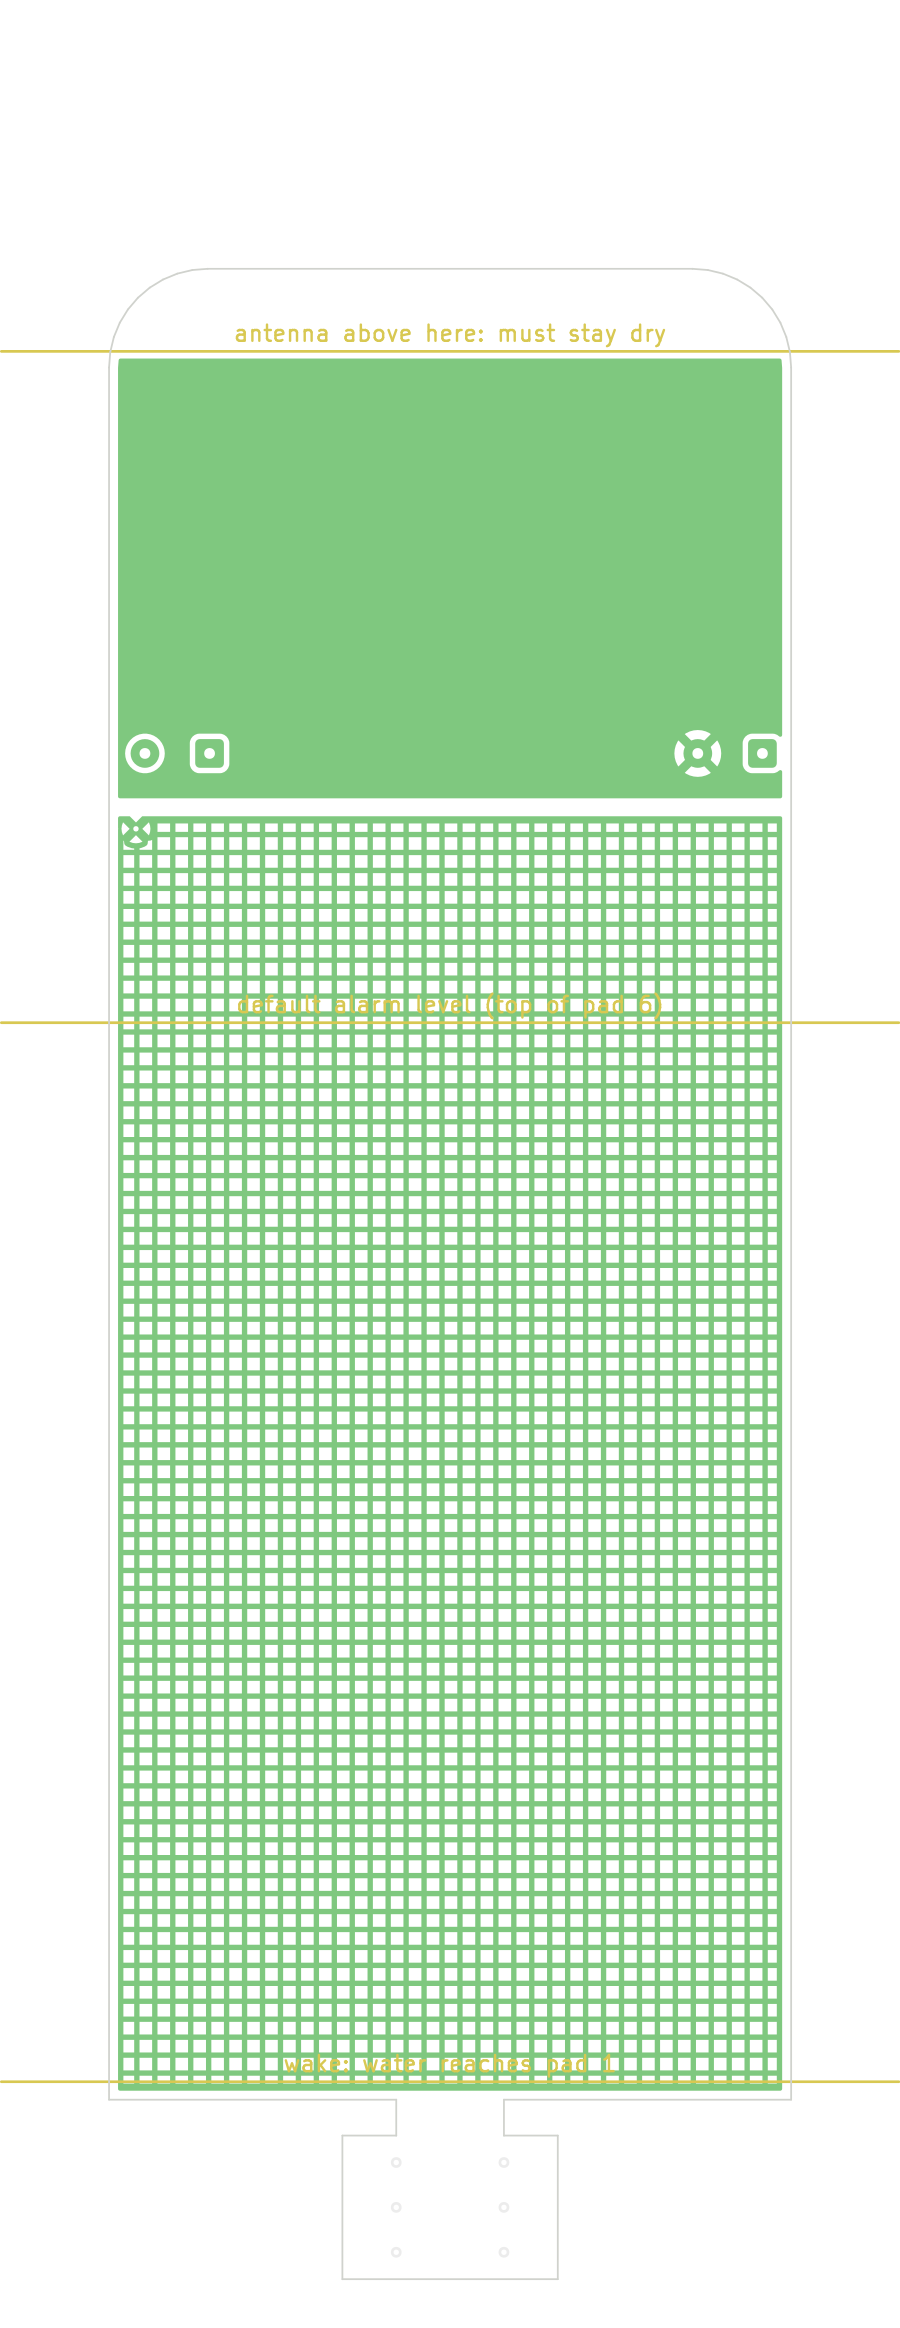 antenna above here: must stay dry
default alarm level (top of pad 6)
wake: water reaches pad 1